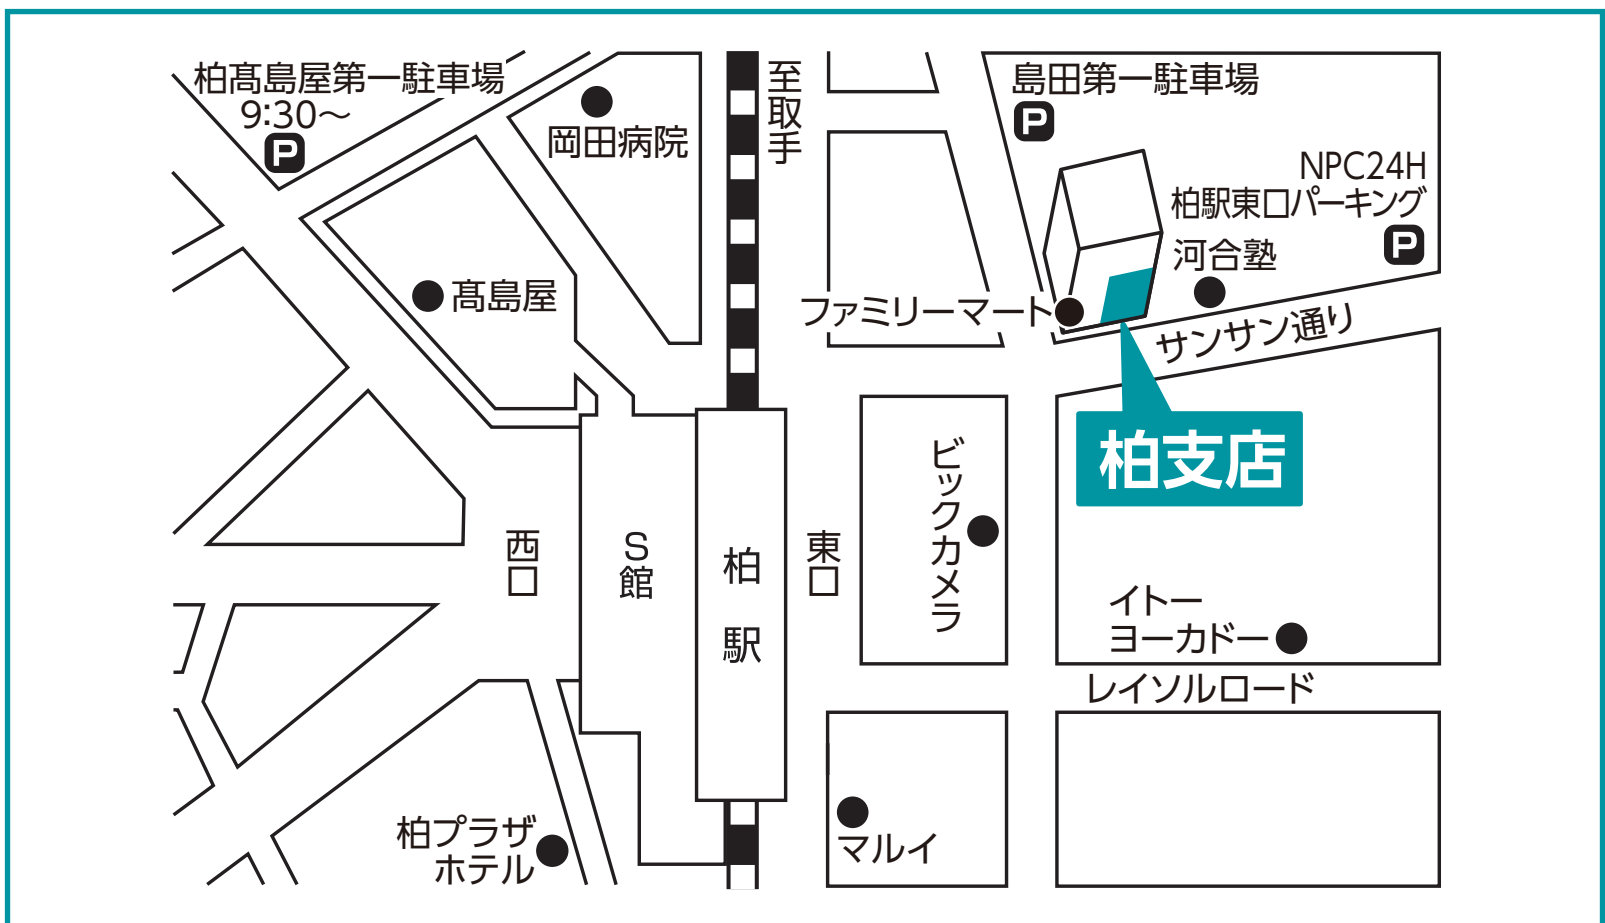 柏髙島屋第一駐車場
9:30～
P
岡田病院
至取手
島田第一駐車場
P
NPC24H
柏駅東口パーキング
P
河合塾
髙島屋
ファミリーマート
サンサン通り
柏支店
ビックカメラ
西口
S館
柏駅
東口
イトー
ヨーカドー
レイソルロード
柏プラザ
ホテル
マルイ